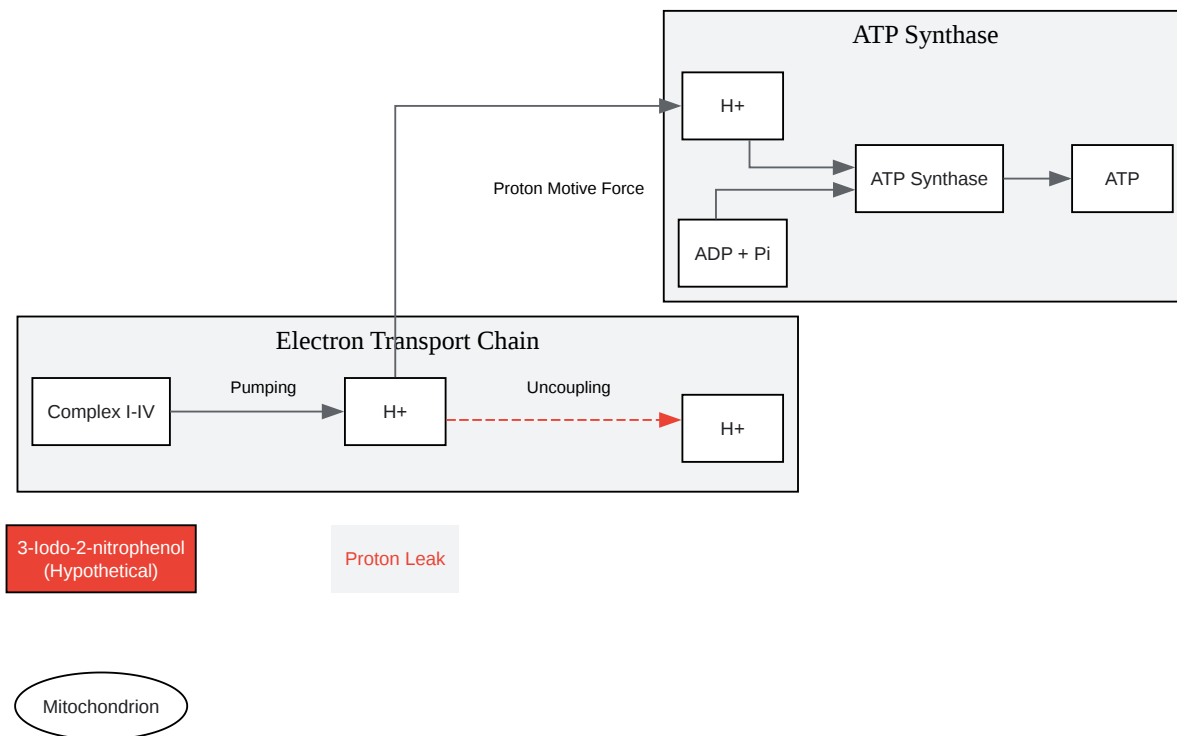 ATP Synthase
H+
Proton Motive Force
ATP Synthase
ATP
ADP + Pi
Electron Transport Chain
Complex I-IV
Pumping
H+
Uncoupling
H+
3-Iodo-2-nitrophenol
(Hypothetical)
Proton Leak
Mitochondrion